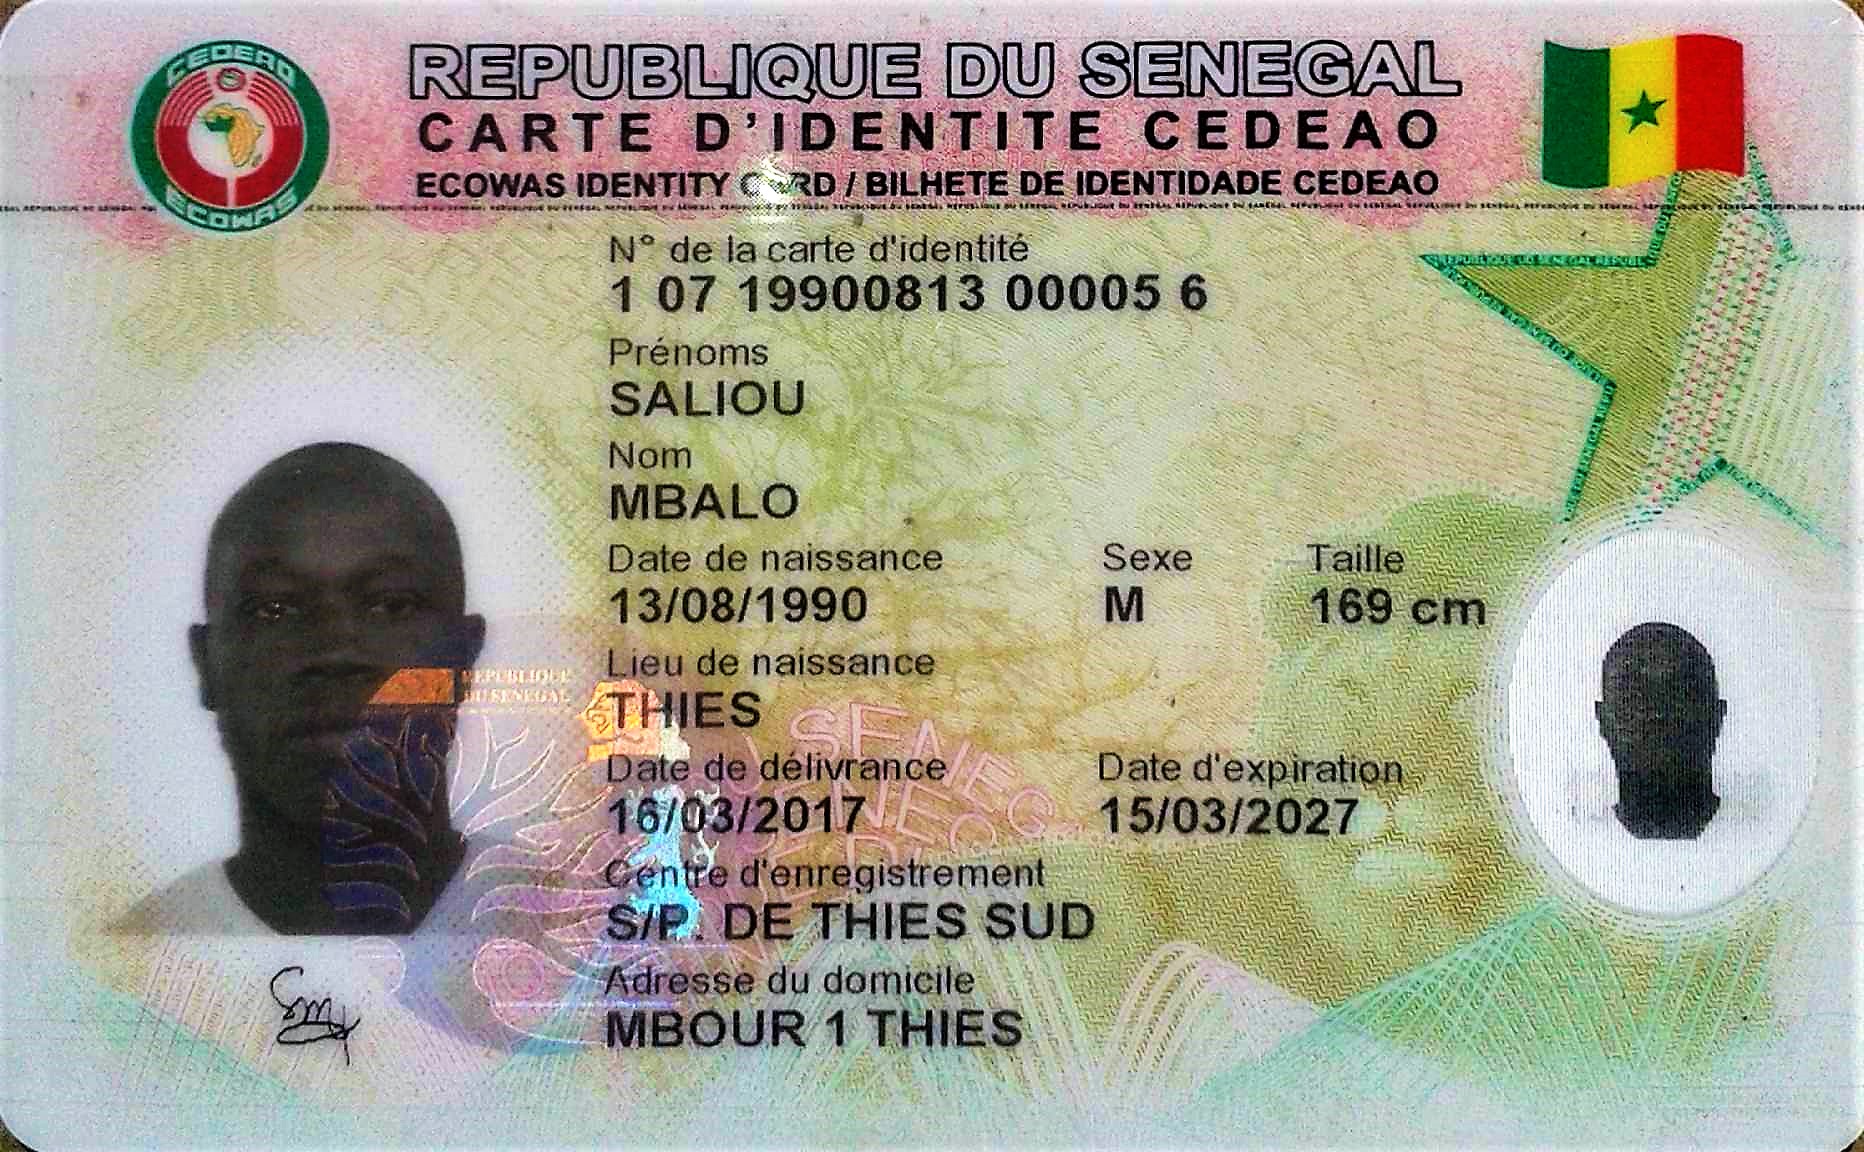 CEDEAO
ECOWAS
REPUBLIQUE DU SENEGAL
CARTE D'IDENTITE CEDEAO
ECOWAS IDENTITY CARD / BILHETE DE IDENTIDADE CEDEAO
N° de la carte d'identité
1 07 19900813 00005 6
Prénoms
SALIOU
Nom
MBALO
Date de naissance Sexe Taille
13/08/1990 M 169 cm
Lieu de naissance
THIES
REPUBLIQUE
DU SENEGAL
Date de délivrance Date d'expiration
16/03/2017 15/03/2027
Centre d'enregistrement
S/P. DE THIES SUD
Adresse du domicile
MBOUR 1 THIES